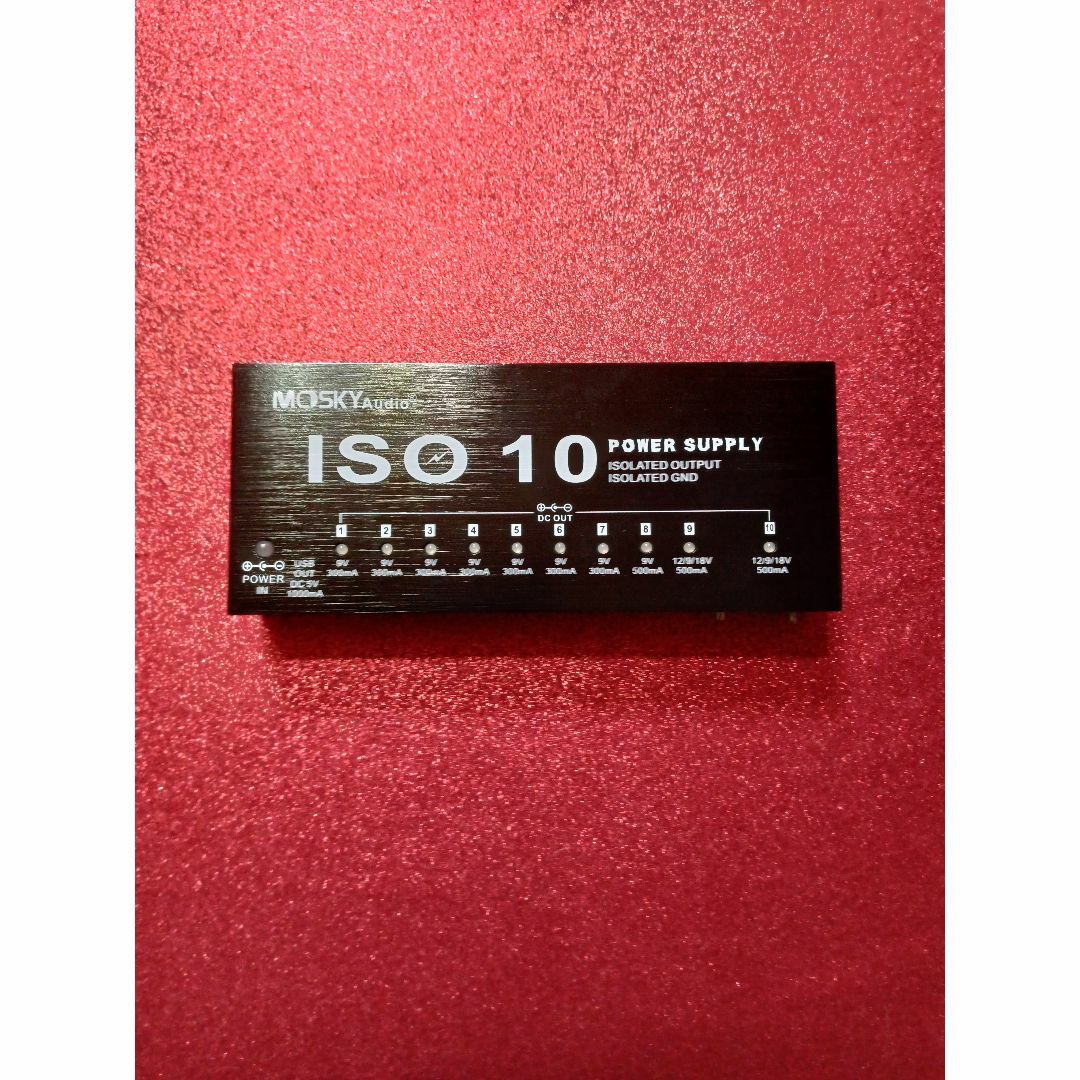 MOSKY Audio
ISO 10 POWER SUPPLY
ISOLATED OUTPUT
ISOLATED GND
DC OUT
1 2 3 4 5 6 7 8 9 10
9V 9V 9V 9V 9V 9V 9V 9V 12/9/18V 12/9/18V
300mA 300mA 300mA 300mA 300mA 300mA 300mA 500mA 500mA 500mA
POWER
IN
USB
OUT
DC 5V
1000mA